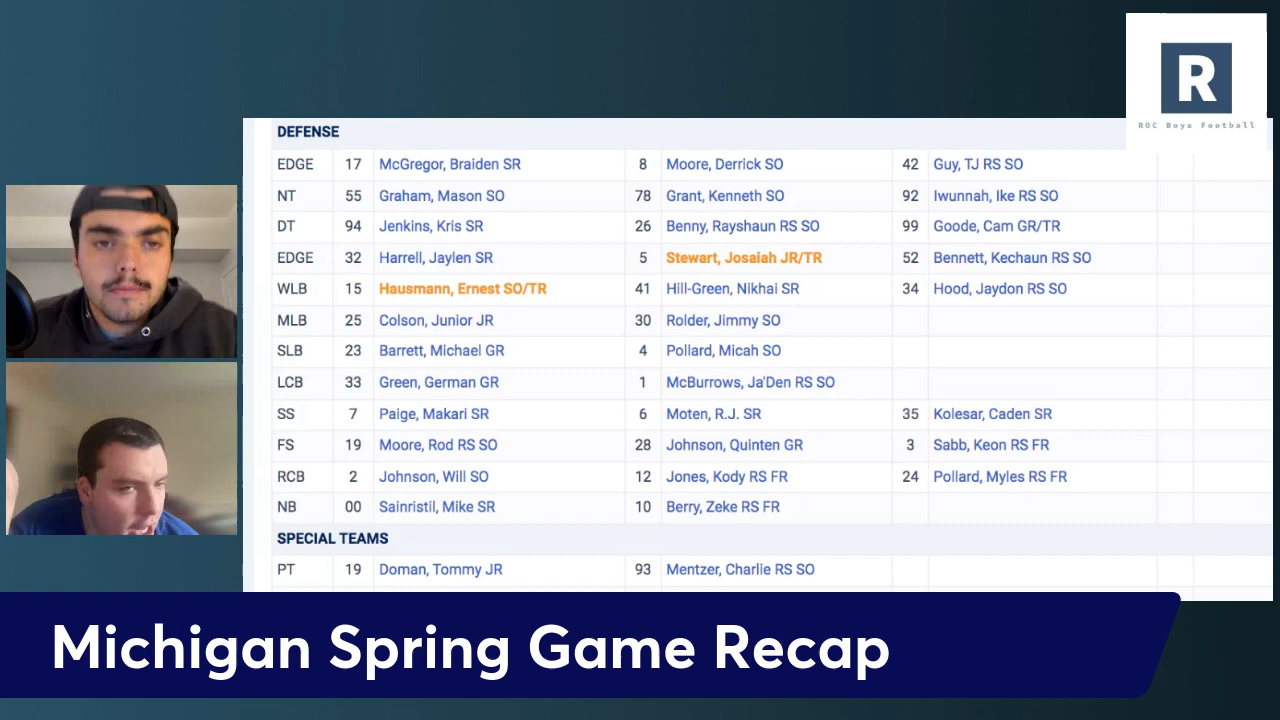 R
ROC Boys Football
DEFENSE
EDGE 17 McGregor, Braiden SR 8 Moore, Derrick SO 42 Guy, TJ RS SO
NT 55 Graham, Mason SO 78 Grant, Kenneth SO 92 Iwunnah, Ike RS SO
DT 94 Jenkins, Kris SR 26 Benny, Rayshaun RS SO 99 Goode, Cam GR/TR
EDGE 32 Harrell, Jaylen SR 5 Stewart, Josaiah JR/TR 52 Bennett, Kechaun RS SO
WLB 15 Hausmann, Ernest SO/TR 41 Hill-Green, Nikhai SR 34 Hood, Jaydon RS SO
MLB 25 Colson, Junior JR 30 Rolder, Jimmy SO
SLB 23 Barrett, Michael GR 4 Pollard, Micah SO
LCB 33 Green, German GR 1 McBurrows, Ja'Den RS SO
SS 7 Paige, Makari SR 6 Moten, R.J. SR 35 Kolesar, Caden SR
FS 19 Moore, Rod RS SO 28 Johnson, Quinten GR 3 Sabb, Keon RS FR
RCB 2 Johnson, Will SO 12 Jones, Kody RS FR 24 Pollard, Myles RS FR
NB 00 Sainristil, Mike SR 10 Berry, Zeke RS FR
SPECIAL TEAMS
PT 19 Doman, Tommy JR 93 Mentzer, Charlie RS SO
Michigan Spring Game Recap